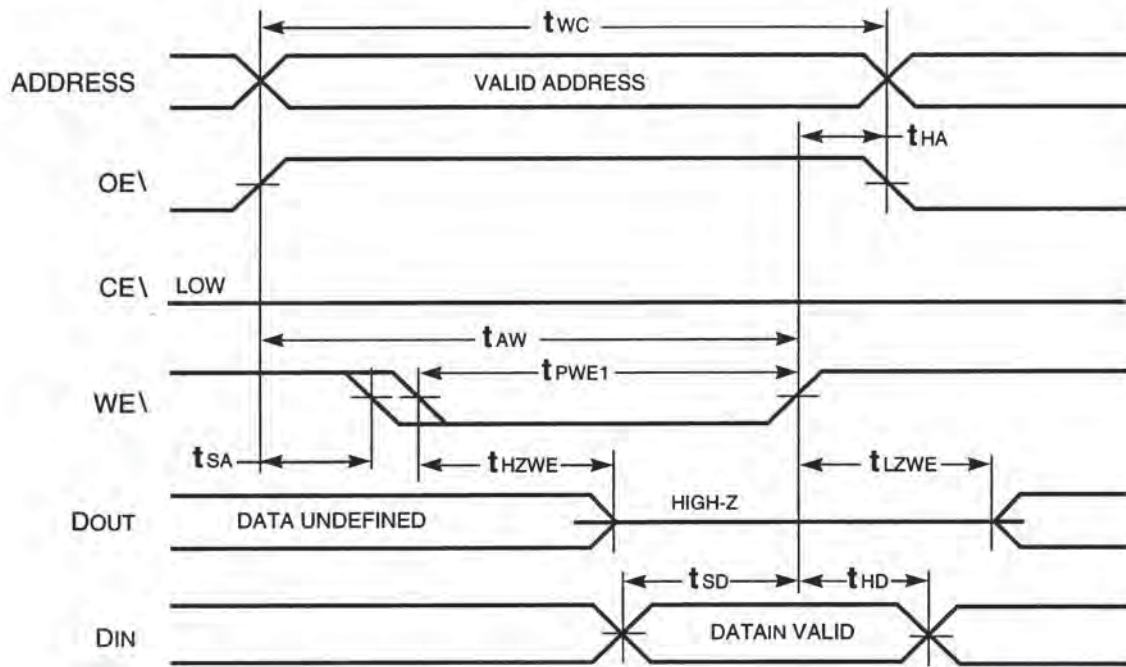 tWC
ADDRESS
VALID ADDRESS
tHA
OE\
CE\
LOW
tAW
WE\
tPWE1
tSA
tHZWE
tLZWE
DOUT
DATA UNDEFINED
HIGH-Z
tSD
tHD
DIN
DATAIN VALID